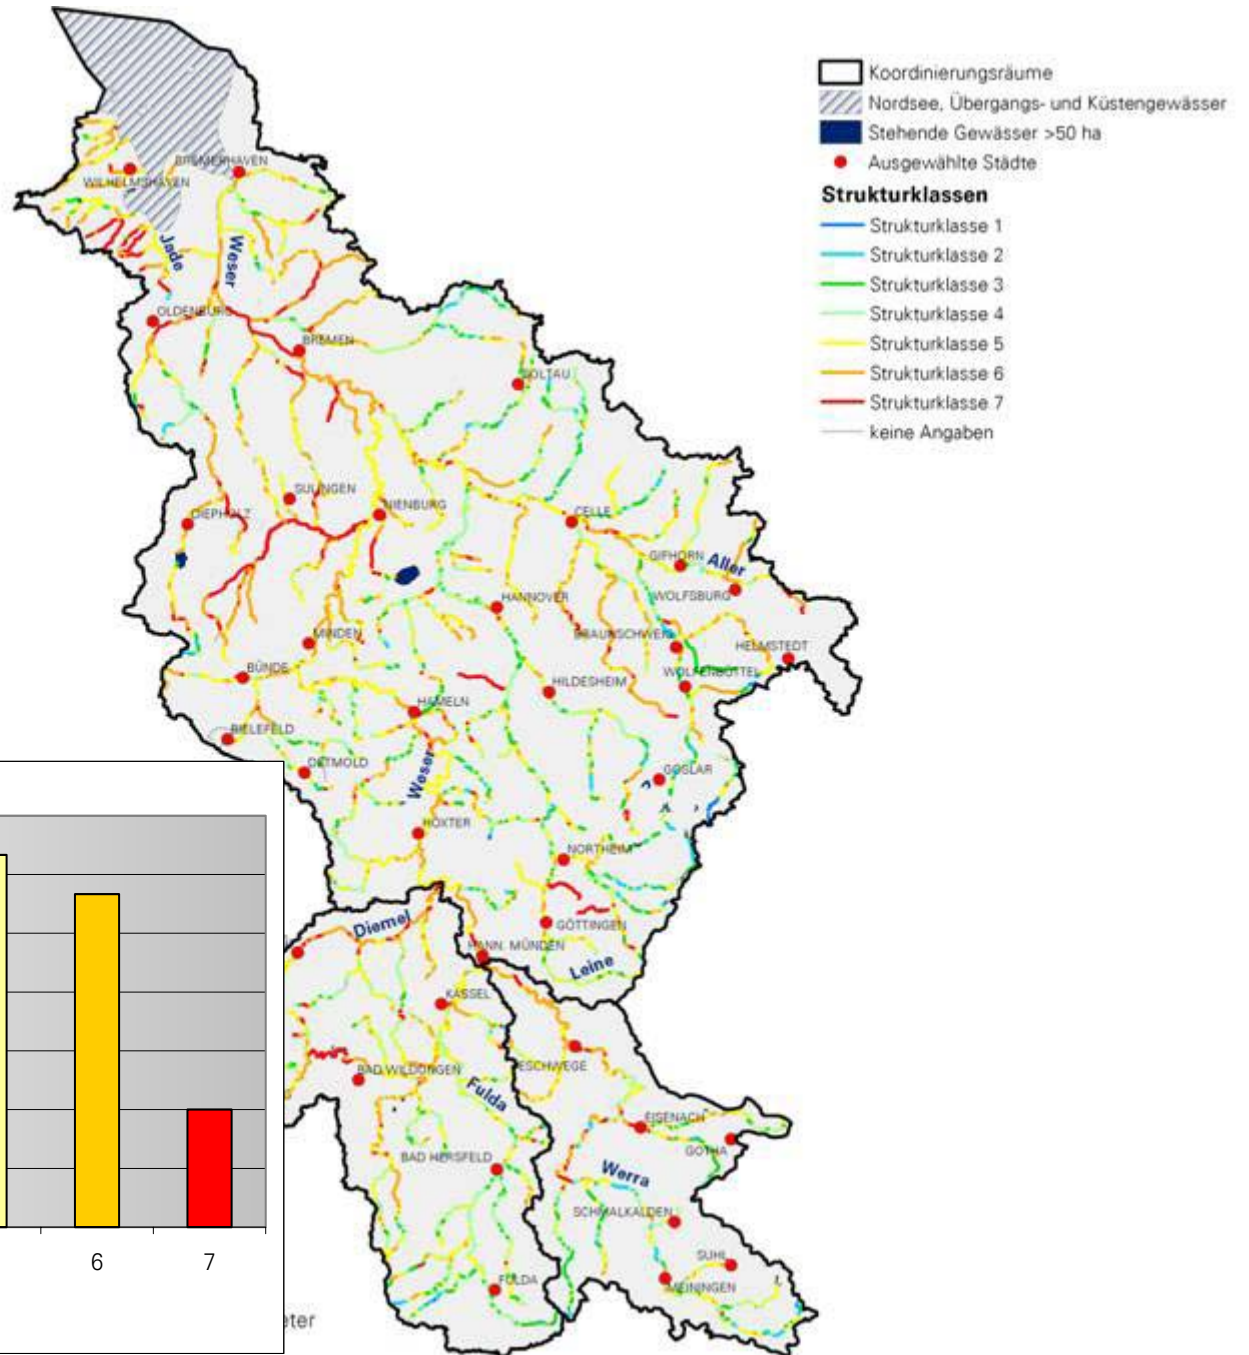 Koordinierungsräume
Nordsee, Übergangs- und Küstengewässer
Stehende Gewässer >50 ha
Ausgewählte Städte
Strukturklassen
Strukturklasse 1
Strukturklasse 2
Strukturklasse 3
Strukturklasse 4
Strukturklasse 5
Strukturklasse 6
Strukturklasse 7
keine Angaben
BREMERHAVEN
WILHELMSHAVEN
Jade
Weser
OLDENBURG
BREMEN
SOLTAU
SULINGEN
NIENBURG
DIEPHOLZ
CELLE
GIFHORN
Aller
WOLFSBURG
HANNOVER
MINDEN
BRAUNSCHWEIG
HELMSTEDT
BÜNDE
WOLFENBÜTTEL
HILDESHEIM
HAMELN
BIELEFELD
DETMOLD
Weser
GOSLAR
HÖXTER
NORTHEIM
Diemel
GÖTTINGEN
HANN. MÜNDEN
Leine
KASSEL
ESCHWEGE
BAD WILDUNGEN
Fulda
EISENACH
GOTHA
BAD HERSFELD
Werra
SCHMALKALDEN
SUHL
FULDA
MEININGEN
6 7
eter